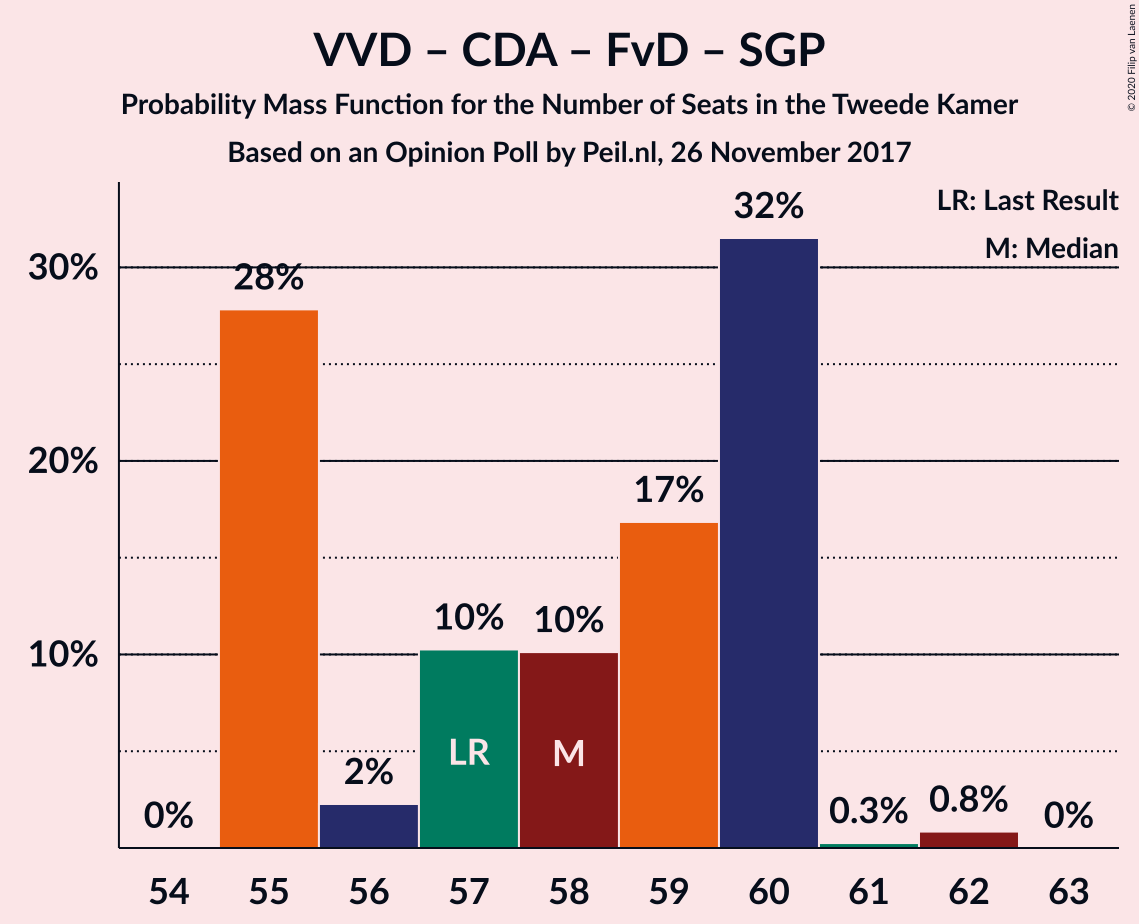 VVD – CDA – FvD – SGP
Probability Mass Function for the Number of Seats in the Tweede Kamer
Based on an Opinion Poll by Peil.nl, 26 November 2017
© 2020 Filip van Laenen
LR: Last Result
M: Median
30%
20%
10%
0%
28%
2%
10%
10%
17%
32%
0.3%
0.8%
0%
LR
M
54 55 56 57 58 59 60 61 62 63